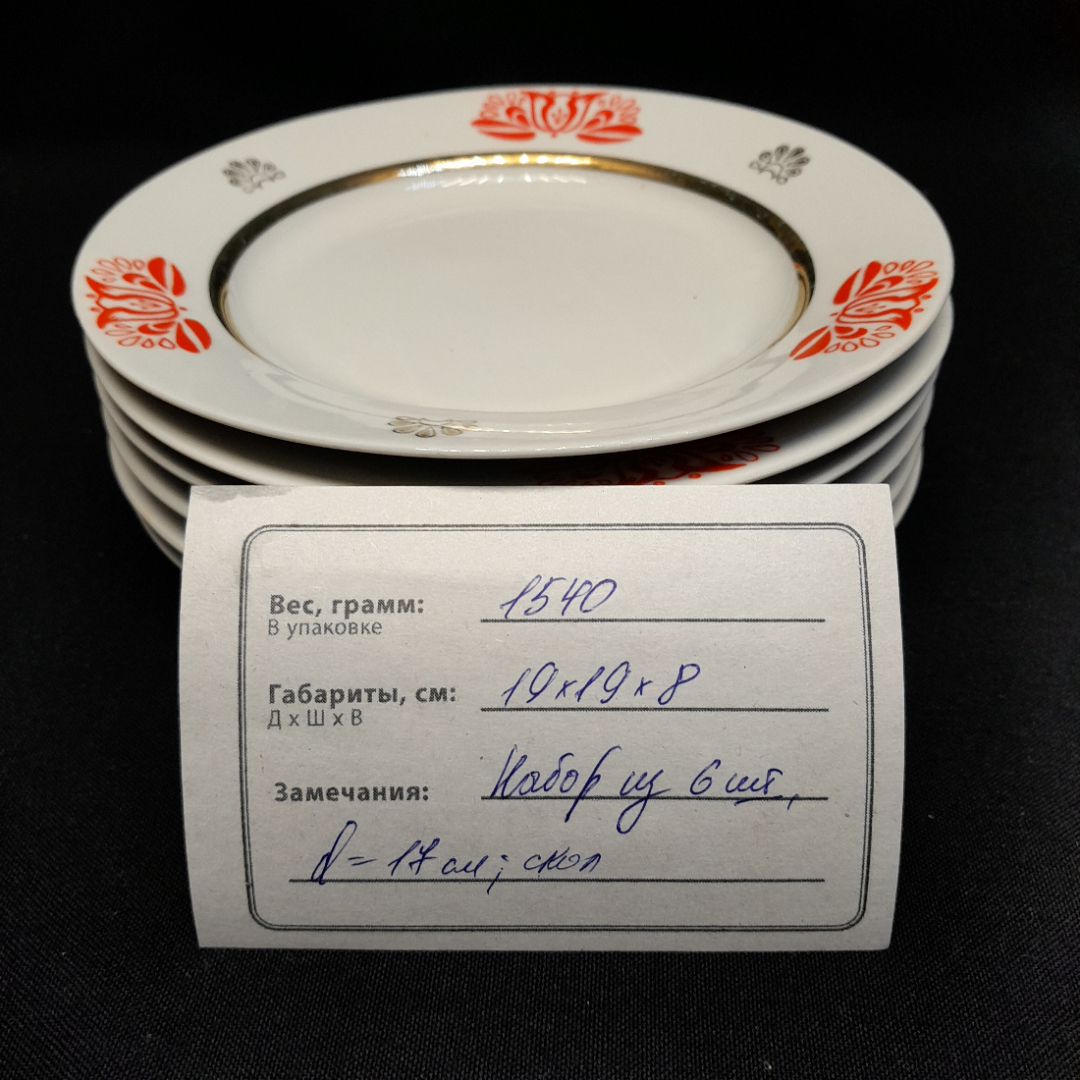 Вес, грамм: 1540
В упаковке
Габариты, см: 19х19х8
Д х Ш х В
Замечания: Набор из 6 шт.,
d = 17 см; скол